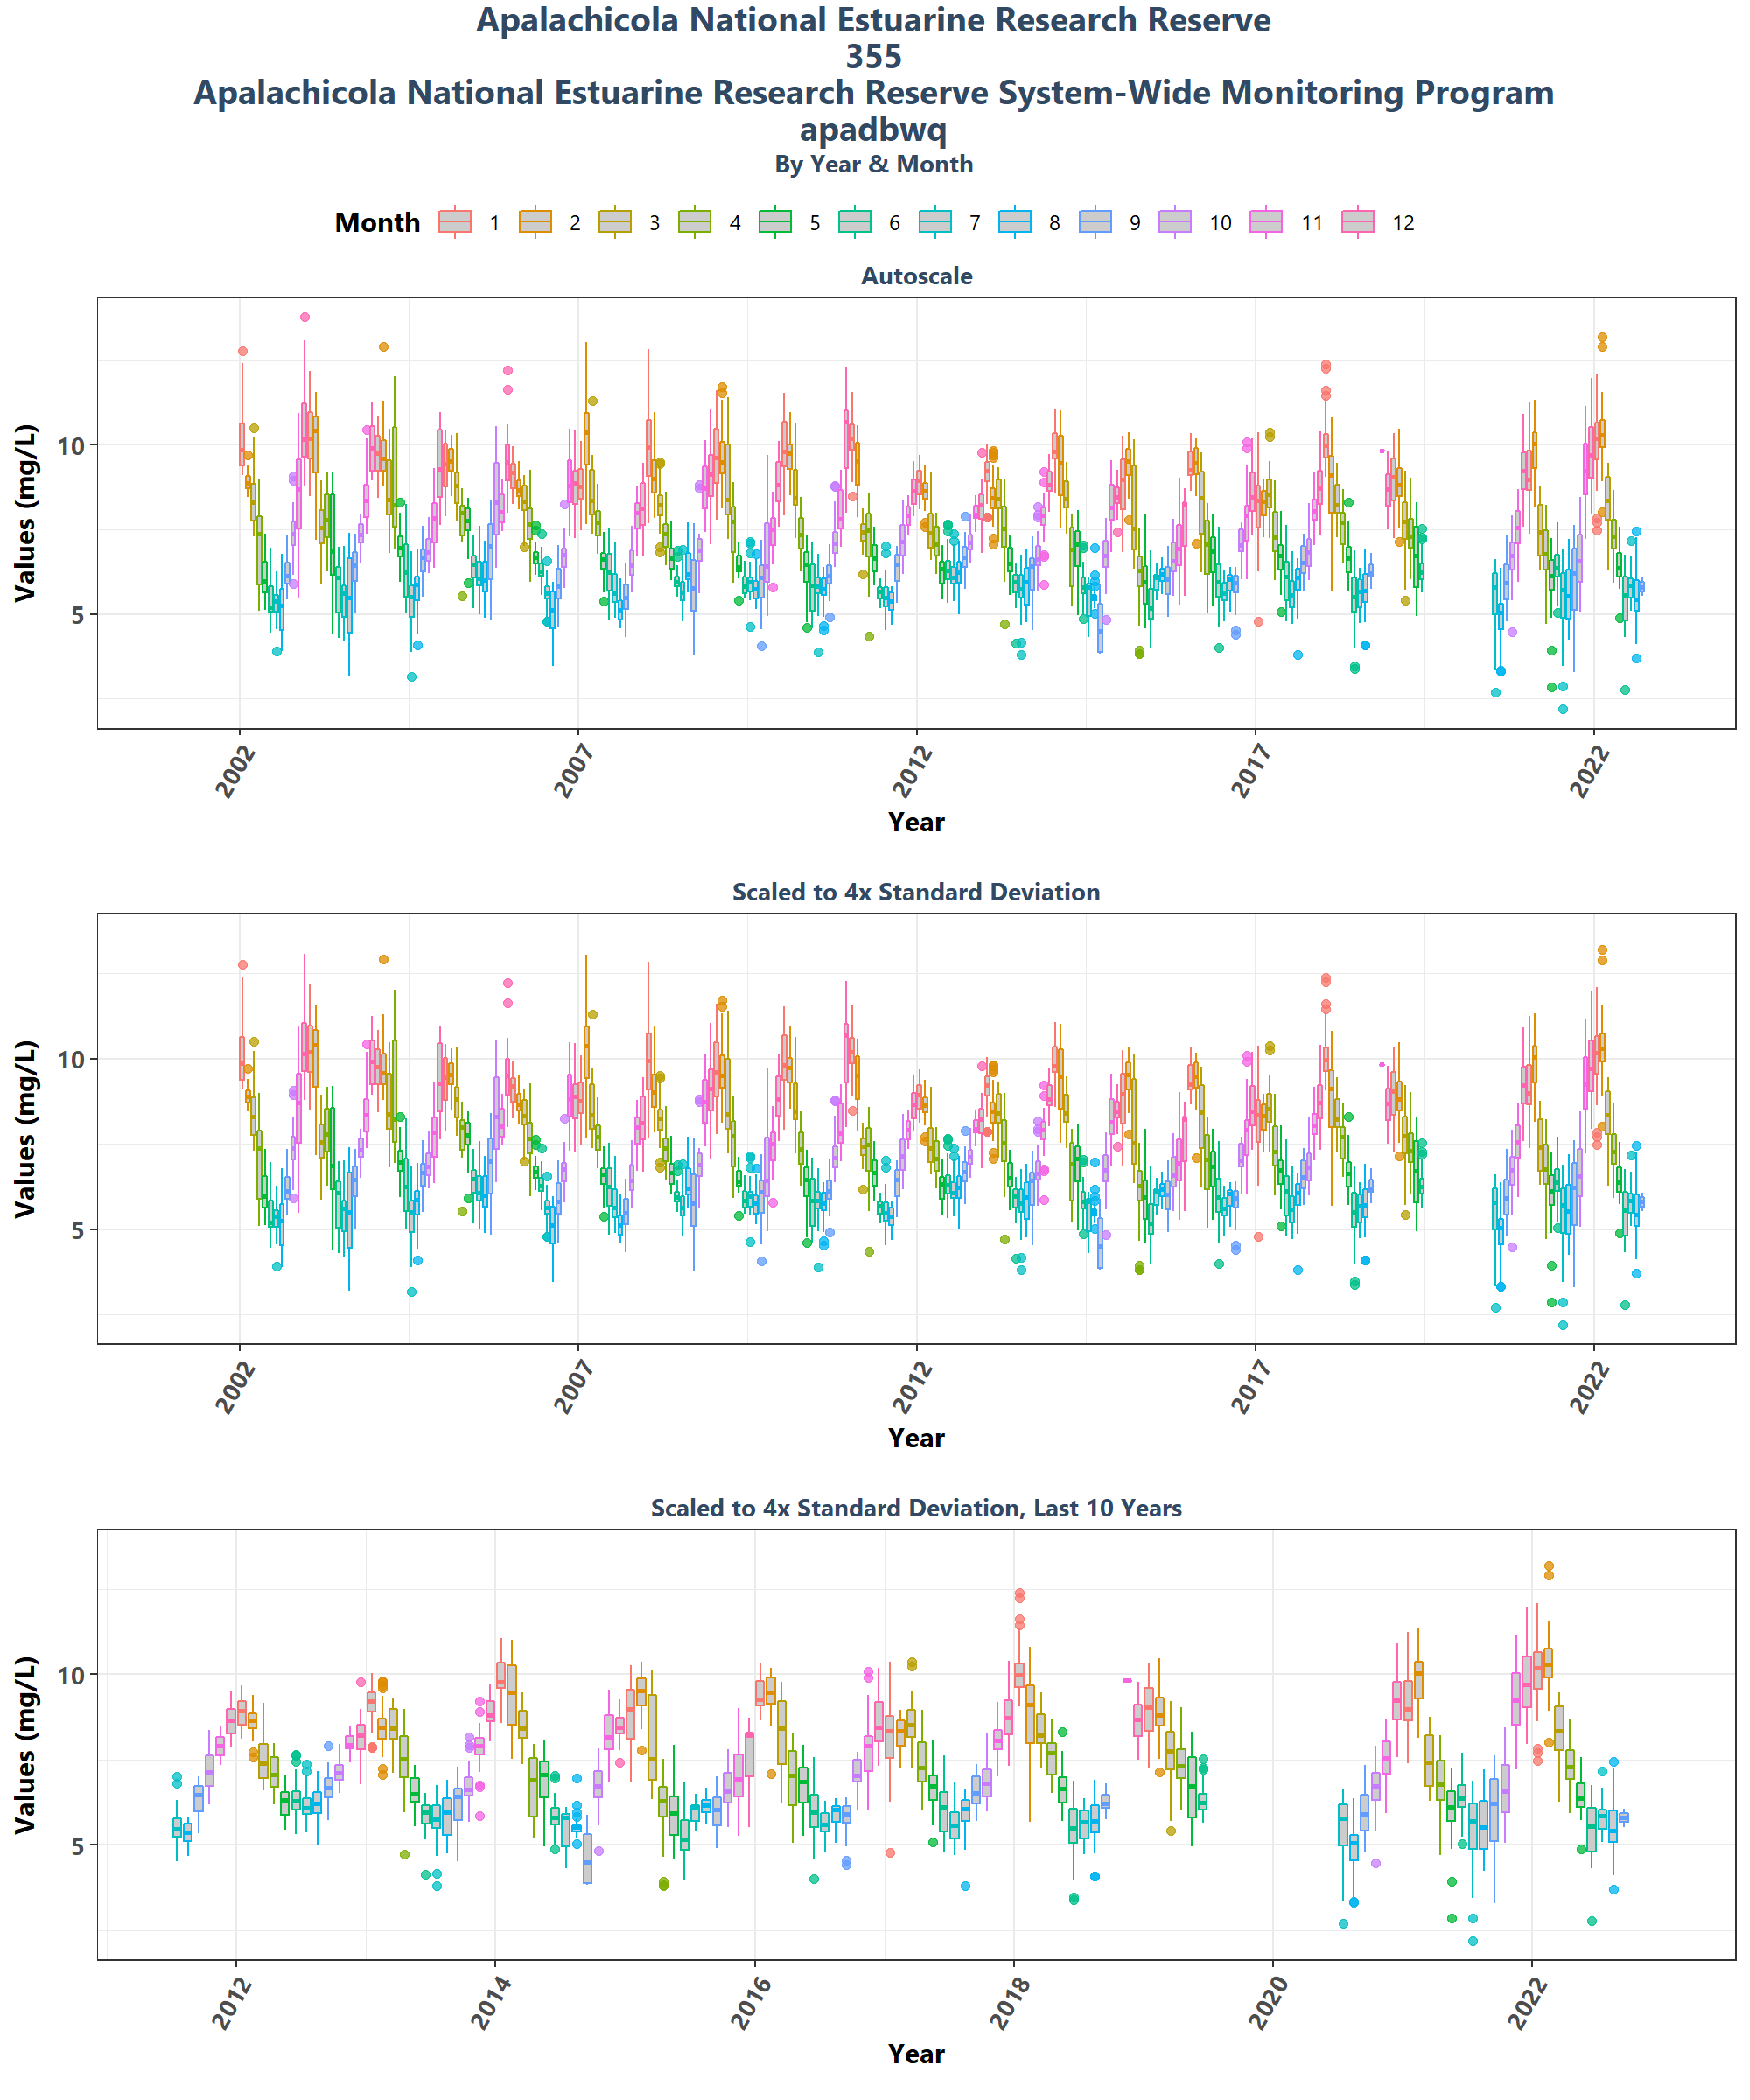 Apalachicola National Estuarine Research Reserve
355
Apalachicola National Estuarine Research Reserve System-Wide Monitoring Program
apadbwq
By Year & Month
Month 1 2 3 4 5 6 7 8 9 10 11 12
Autoscale
Values (mg/L)
10
5
2002 2007 2012 2017 2022
Year
Scaled to 4x Standard Deviation
Values (mg/L)
10
5
2002 2007 2012 2017 2022
Year
Scaled to 4x Standard Deviation, Last 10 Years
Values (mg/L)
10
5
2012 2014 2016 2018 2020 2022
Year